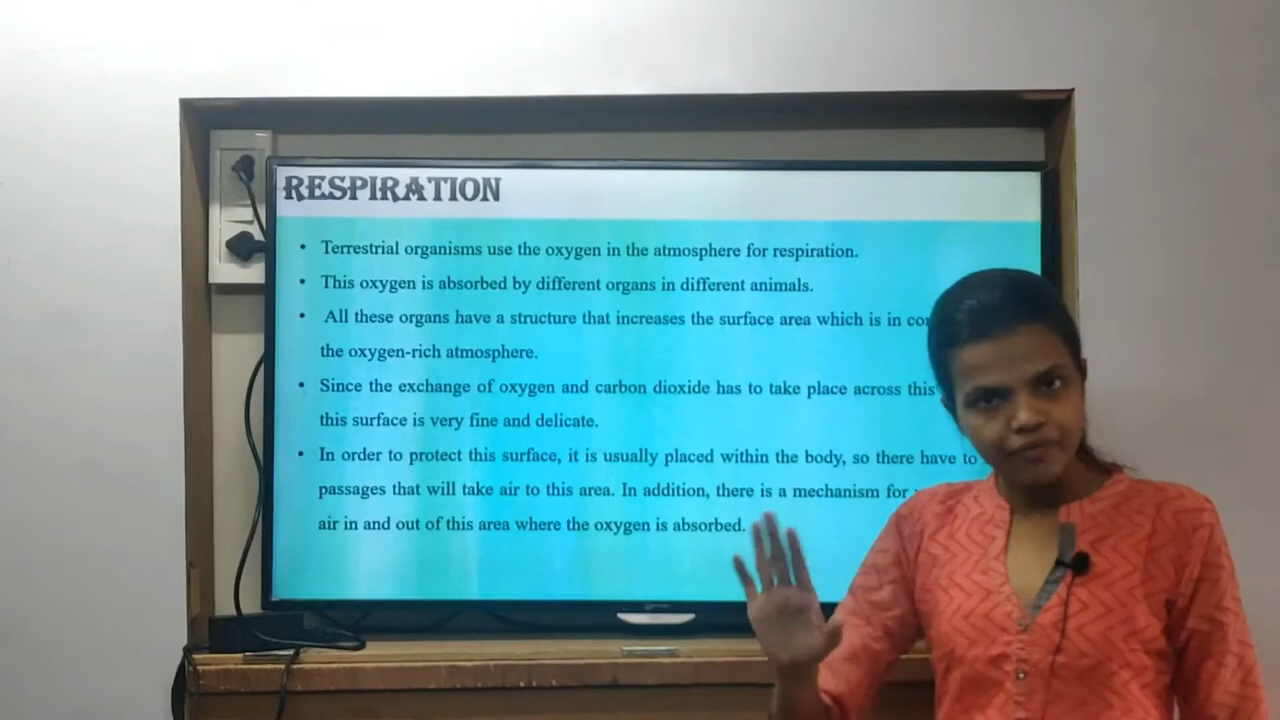 RESPIRATION
• Terrestrial organisms use the oxygen in the atmosphere for respiration.
• This oxygen is absorbed by different organs in different animals.
• All these organs have a structure that increases the surface area which is in
the oxygen-rich atmosphere.
• Since the exchange of oxygen and carbon dioxide has to take place across this
this surface is very fine and delicate.
• In order to protect this surface, it is usually placed within the body, so there have to
passages that will take air to this area. In addition, there is a mechanism for
air in and out of this area where the oxygen is absorbed.